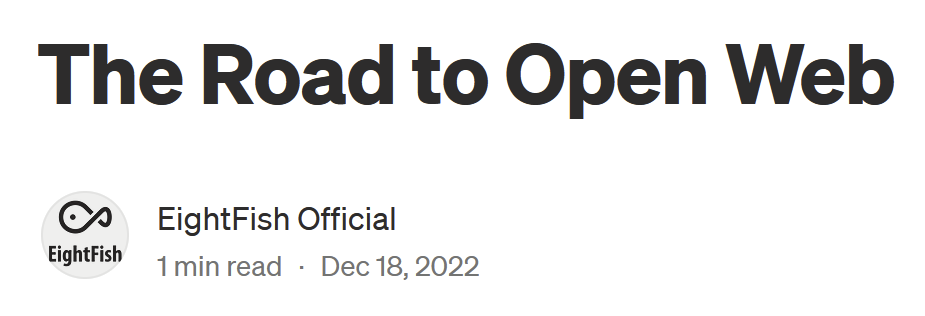 The Road to Open Web
EightFish Official
EightFish
1 min read · Dec 18, 2022